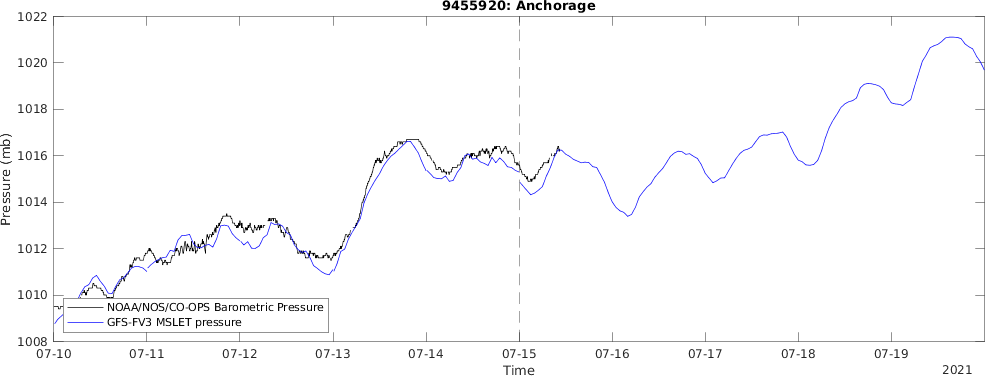 9455920: Anchorage
1022
1020
1018
1016
1014
1012
1010
1008
Pressure (mb)
NOAA/NOS/CO-OPS Barometric Pressure
GFS-FV3 MSLET pressure
07-10 07-11 07-12 07-13 07-14 07-15 07-16 07-17 07-18 07-19
Time
2021